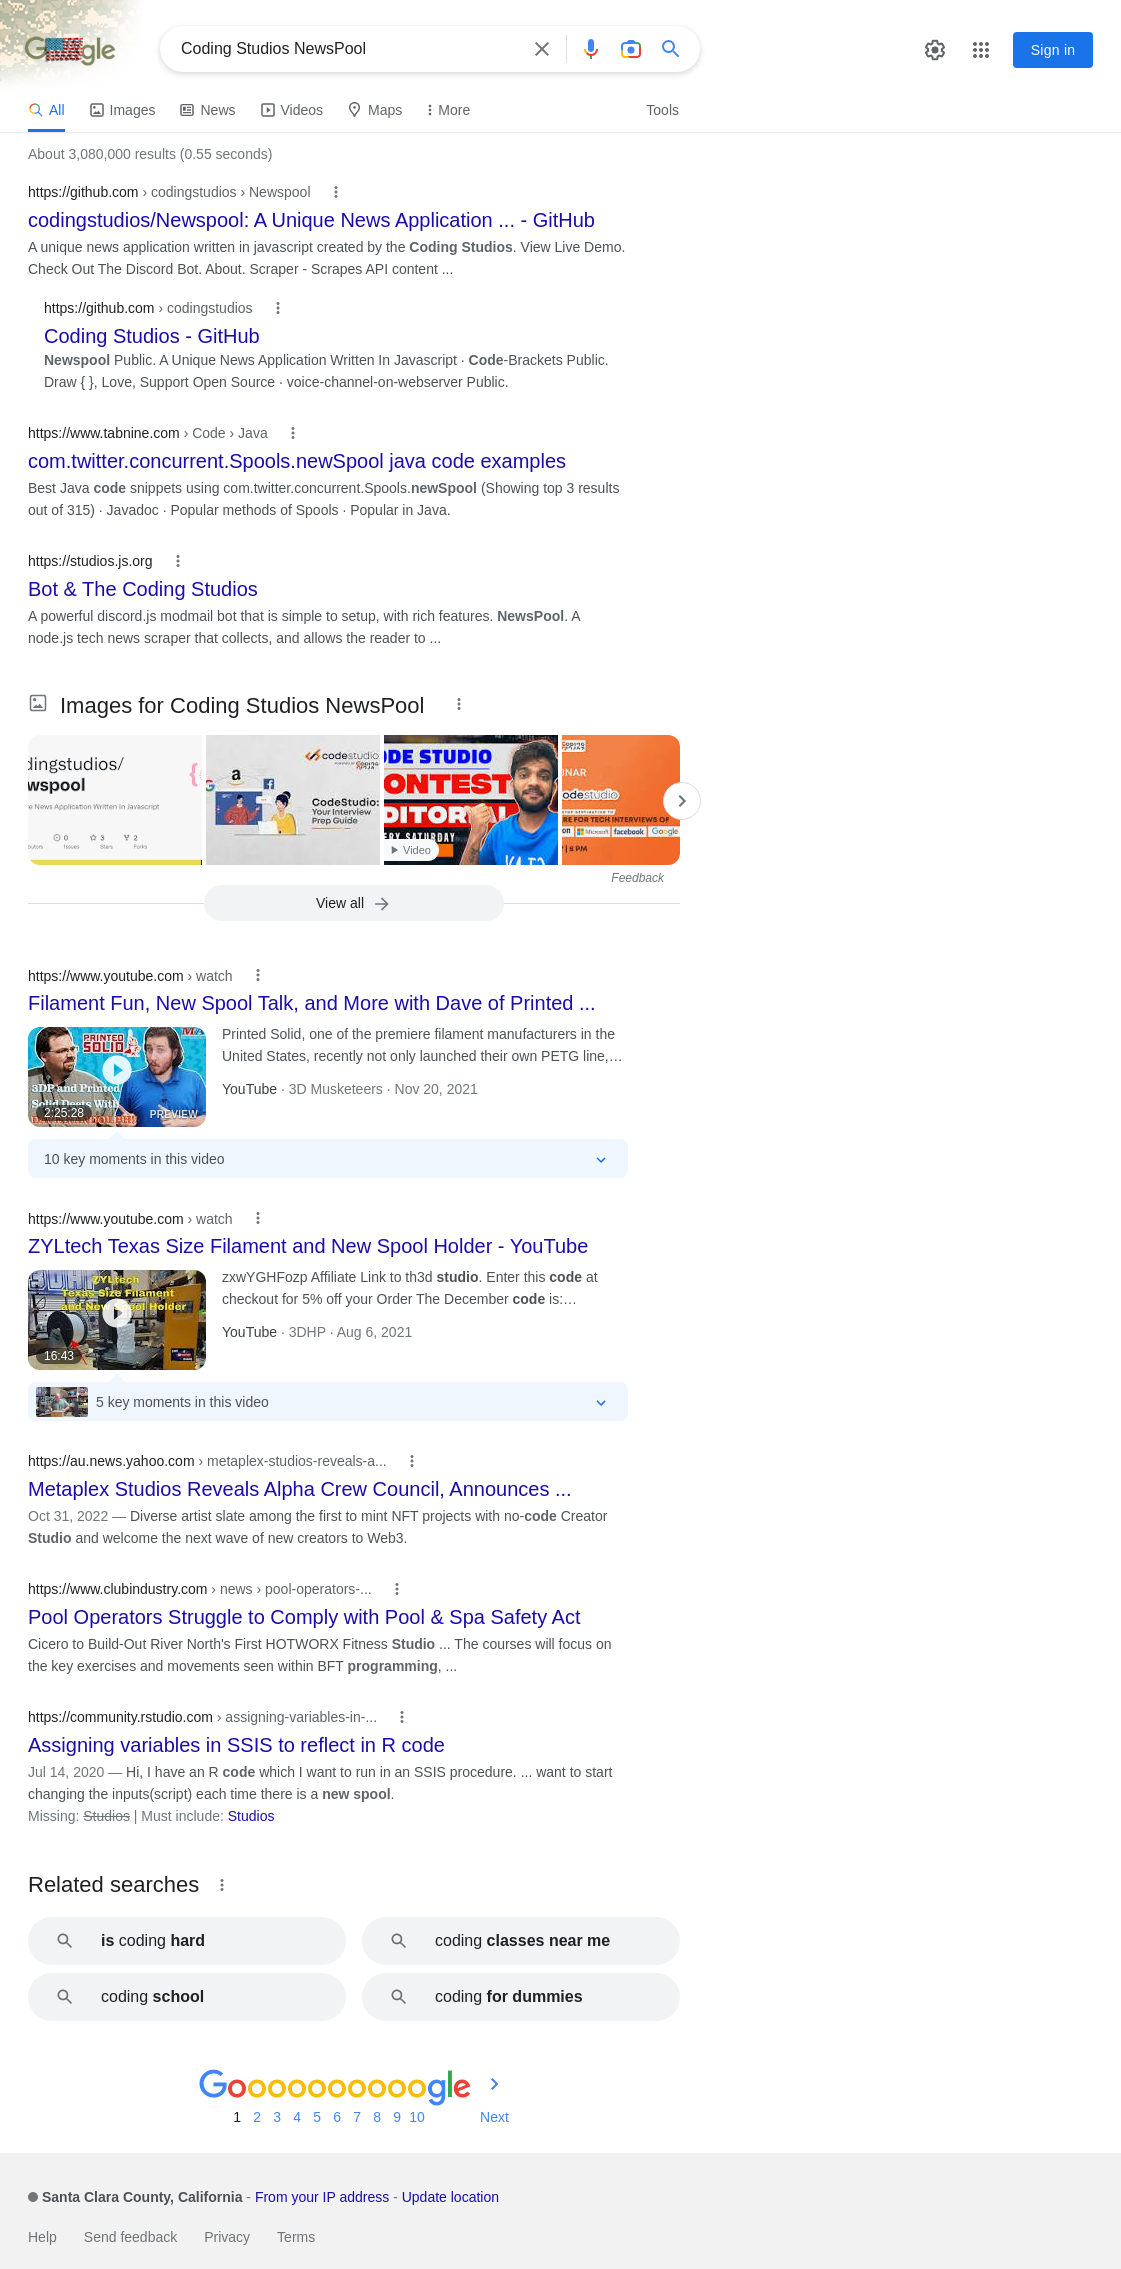 Google
Coding Studios NewsPool
Sign in
All
Images
News
Videos
Maps
More
Tools
About 3,080,000 results (0.55 seconds)
https://github.com › codingstudios › Newspool
codingstudios/Newspool: A Unique News Application ... - GitHub
A unique news application written in javascript created by the Coding Studios. View Live Demo.
Check Out The Discord Bot. About. Scraper - Scrapes API content ...
https://github.com › codingstudios
Coding Studios - GitHub
Newspool Public. A Unique News Application Written In Javascript · Code-Brackets Public.
Draw { }, Love, Support Open Source · voice-channel-on-webserver Public.
https://www.tabnine.com › Code › Java
com.twitter.concurrent.Spools.newSpool java code examples
Best Java code snippets using com.twitter.concurrent.Spools.newSpool (Showing top 3 results
out of 315) · Javadoc · Popular methods of Spools · Popular in Java.
https://studios.js.org
Bot & The Coding Studios
A powerful discord.js modmail bot that is simple to setup, with rich features. NewsPool. A
node.js tech news scraper that collects, and allows the reader to ...
Images for Coding Studios NewsPool
dingstudios/
wspool
e News Application Written In Javascript
0 3 2
utors Issues Stars Forks
codestudio
CodeStudio:
Your Interview
Prep Guide
ODE STUDIO
ONTEST
DITORIAL
ERY SATURDAY
Video
CODING
INAR
odestudio
RE FOR TECH INTERVIEWS OF
on Microsoft facebook Google
| 8 PM
Feedback
View all
https://www.youtube.com › watch
Filament Fun, New Spool Talk, and More with Dave of Printed ...
PRINTED
SOLID
3DP and Printed
Solid Deets With
2:25:28
PREVIEW
Printed Solid, one of the premiere filament manufacturers in the
United States, recently not only launched their own PETG line,…
YouTube · 3D Musketeers · Nov 20, 2021
10 key moments in this video
https://www.youtube.com › watch
ZYLtech Texas Size Filament and New Spool Holder - YouTube
ZYLtech
Texas Size Filament
and New Spool Holder
16:43
zxwYGHFozp Affiliate Link to th3d studio. Enter this code at
checkout for 5% off your Order The December code is:…
YouTube · 3DHP · Aug 6, 2021
5 key moments in this video
https://au.news.yahoo.com › metaplex-studios-reveals-a...
Metaplex Studios Reveals Alpha Crew Council, Announces ...
Oct 31, 2022 — Diverse artist slate among the first to mint NFT projects with no-code Creator
Studio and welcome the next wave of new creators to Web3.
https://www.clubindustry.com › news › pool-operators-...
Pool Operators Struggle to Comply with Pool & Spa Safety Act
Cicero to Build-Out River North's First HOTWORX Fitness Studio ... The courses will focus on
the key exercises and movements seen within BFT programming, ...
https://community.rstudio.com › assigning-variables-in-...
Assigning variables in SSIS to reflect in R code
Jul 14, 2020 — Hi, I have an R code which I want to run in an SSIS procedure. ... want to start
changing the inputs(script) each time there is a new spool.
Missing: Studios | Must include: Studios
Related searches
is coding hard
coding classes near me
coding school
coding for dummies
Goooooooooogle
1 2 3 4 5 6 7 8 9 10 Next
Santa Clara County, California - From your IP address - Update location
Help Send feedback Privacy Terms